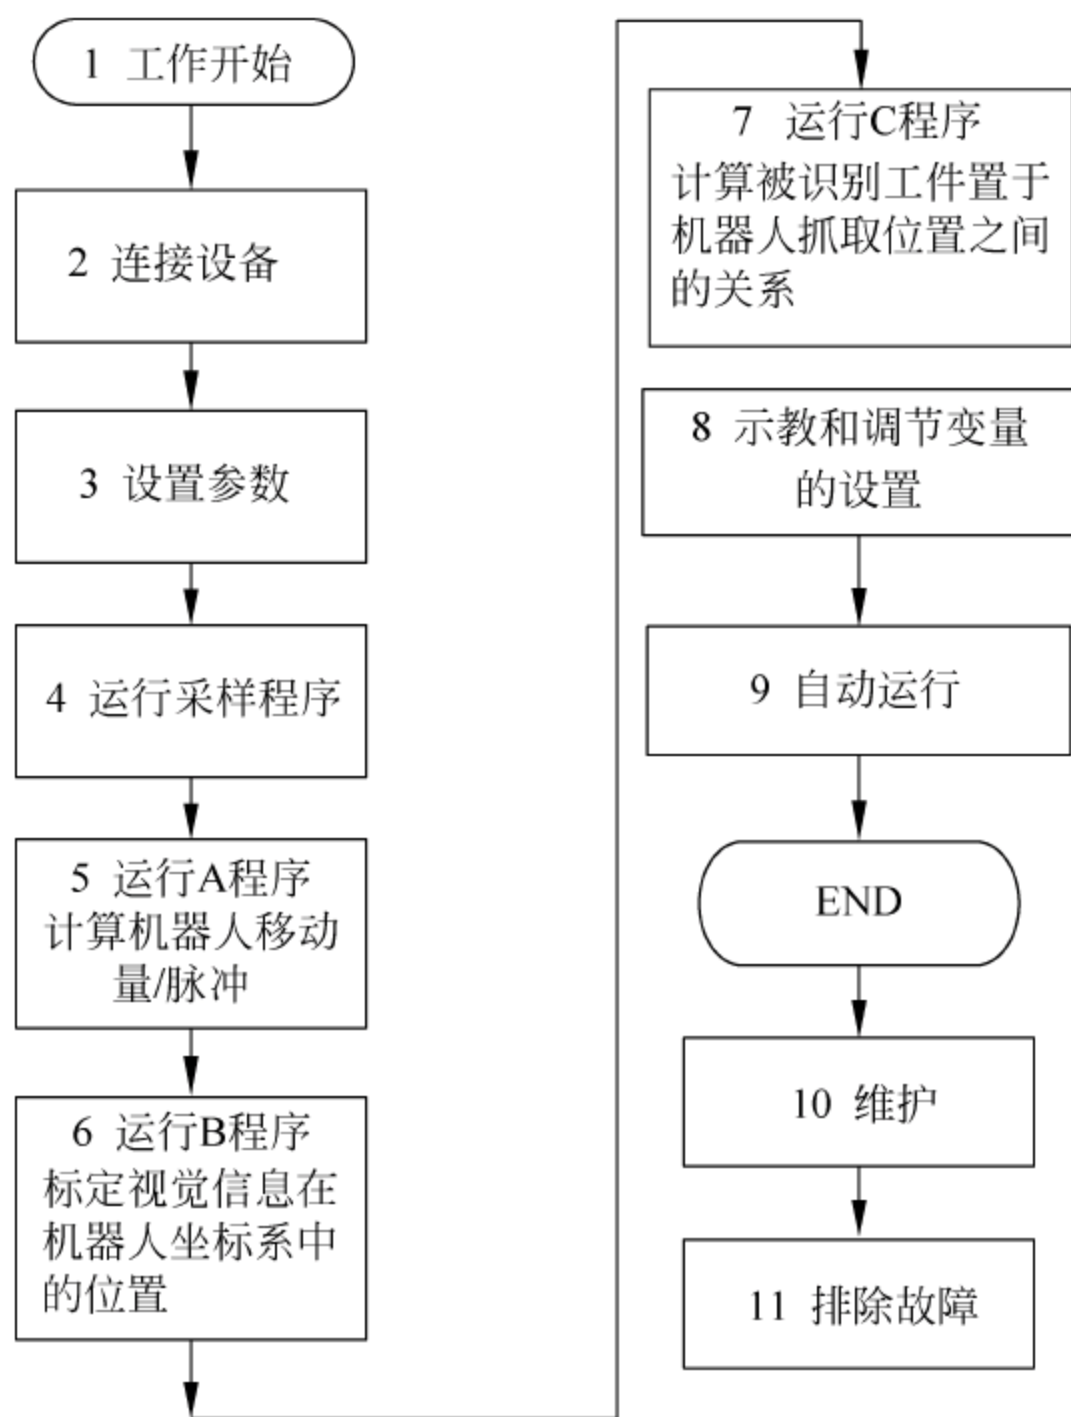 1 工作开始
2 连接设备
3 设置参数
4 运行采样程序
5 运行A程序
计算机器人移动
量/脉冲
6 运行B程序
标定视觉信息在
机器人坐标系中
的位置
7 运行C程序
计算被识别工件置于
机器人抓取位置之间
的关系
8 示教和调节变量
的设置
9 自动运行
END
10 维护
11 排除故障